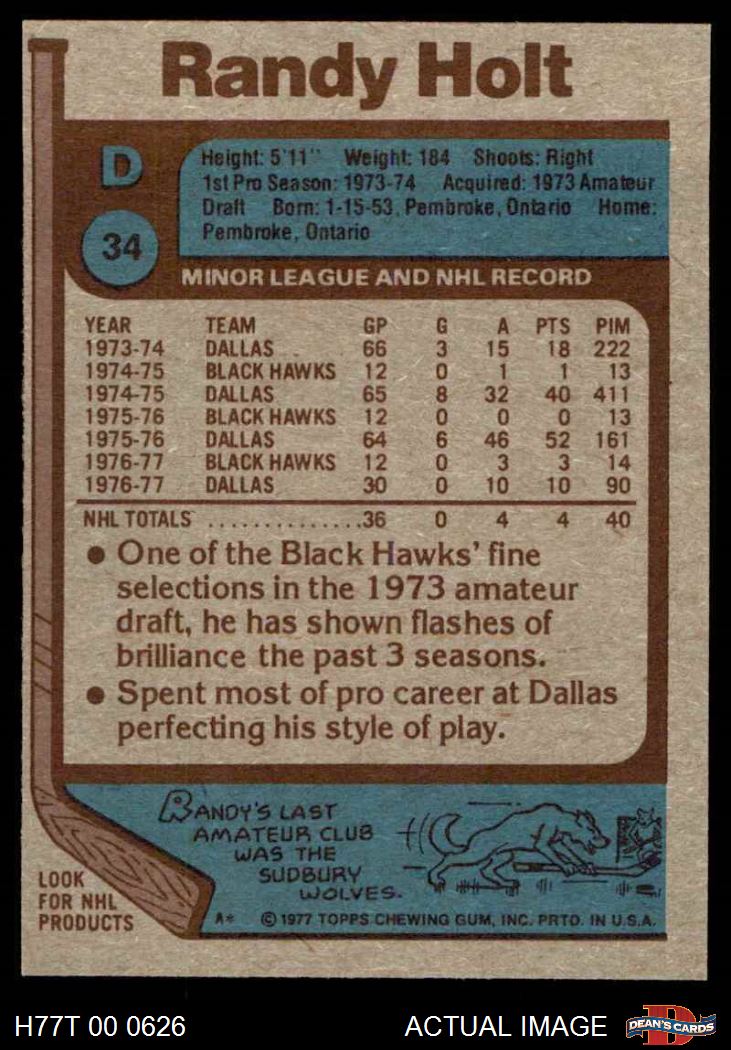 Randy Holt
D
34
Height: 5'11" Weight: 184 Shoots: Right
1st Pro Season: 1973-74 Acquired: 1973 Amateur
Draft Born: 1-15-53, Pembroke, Ontario Home:
Pembroke, Ontario
MINOR LEAGUE AND NHL RECORD
YEAR TEAM GP G A PTS PIM
1973-74 DALLAS 66 3 15 18 222
1974-75 BLACK HAWKS 12 0 1 1 13
1974-75 DALLAS 65 8 32 40 411
1975-76 BLACK HAWKS 12 0 0 0 13
1975-76 DALLAS 64 6 46 52 161
1976-77 BLACK HAWKS 12 0 3 3 14
1976-77 DALLAS 30 0 10 10 90
NHL TOTALS ..............36 0 4 4 40
● One of the Black Hawks' fine
selections in the 1973 amateur
draft, he has shown flashes of
brilliance the past 3 seasons.
● Spent most of pro career at Dallas
perfecting his style of play.
RANDY'S LAST
AMATEUR CLUB
WAS THE
SUDBURY
WOLVES.
LOOK
FOR NHL
PRODUCTS
A* © 1977 TOPPS CHEWING GUM, INC. PRTD. IN U.S.A.
H77T 00 0626 ACTUAL IMAGE
D
DEAN'S CARDS